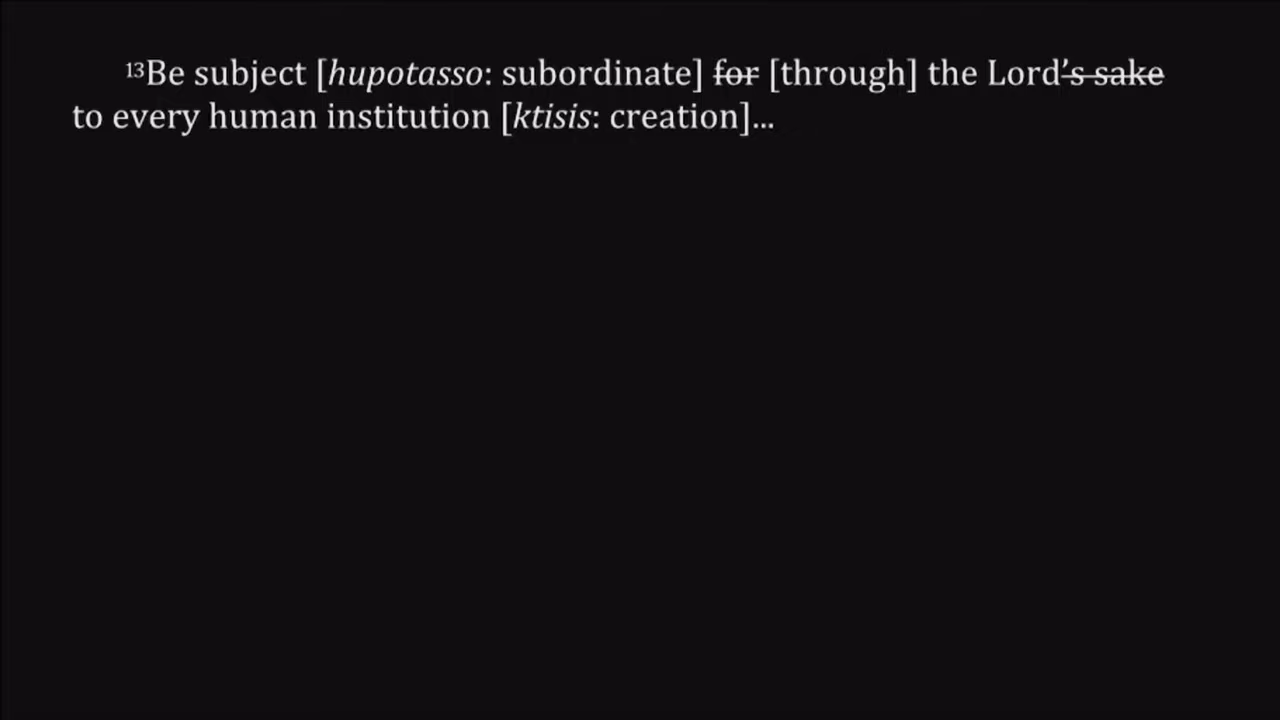 ¹³Be subject [hupotasso: subordinate] for [through] the Lord’s sake
to every human institution [ktisis: creation]...